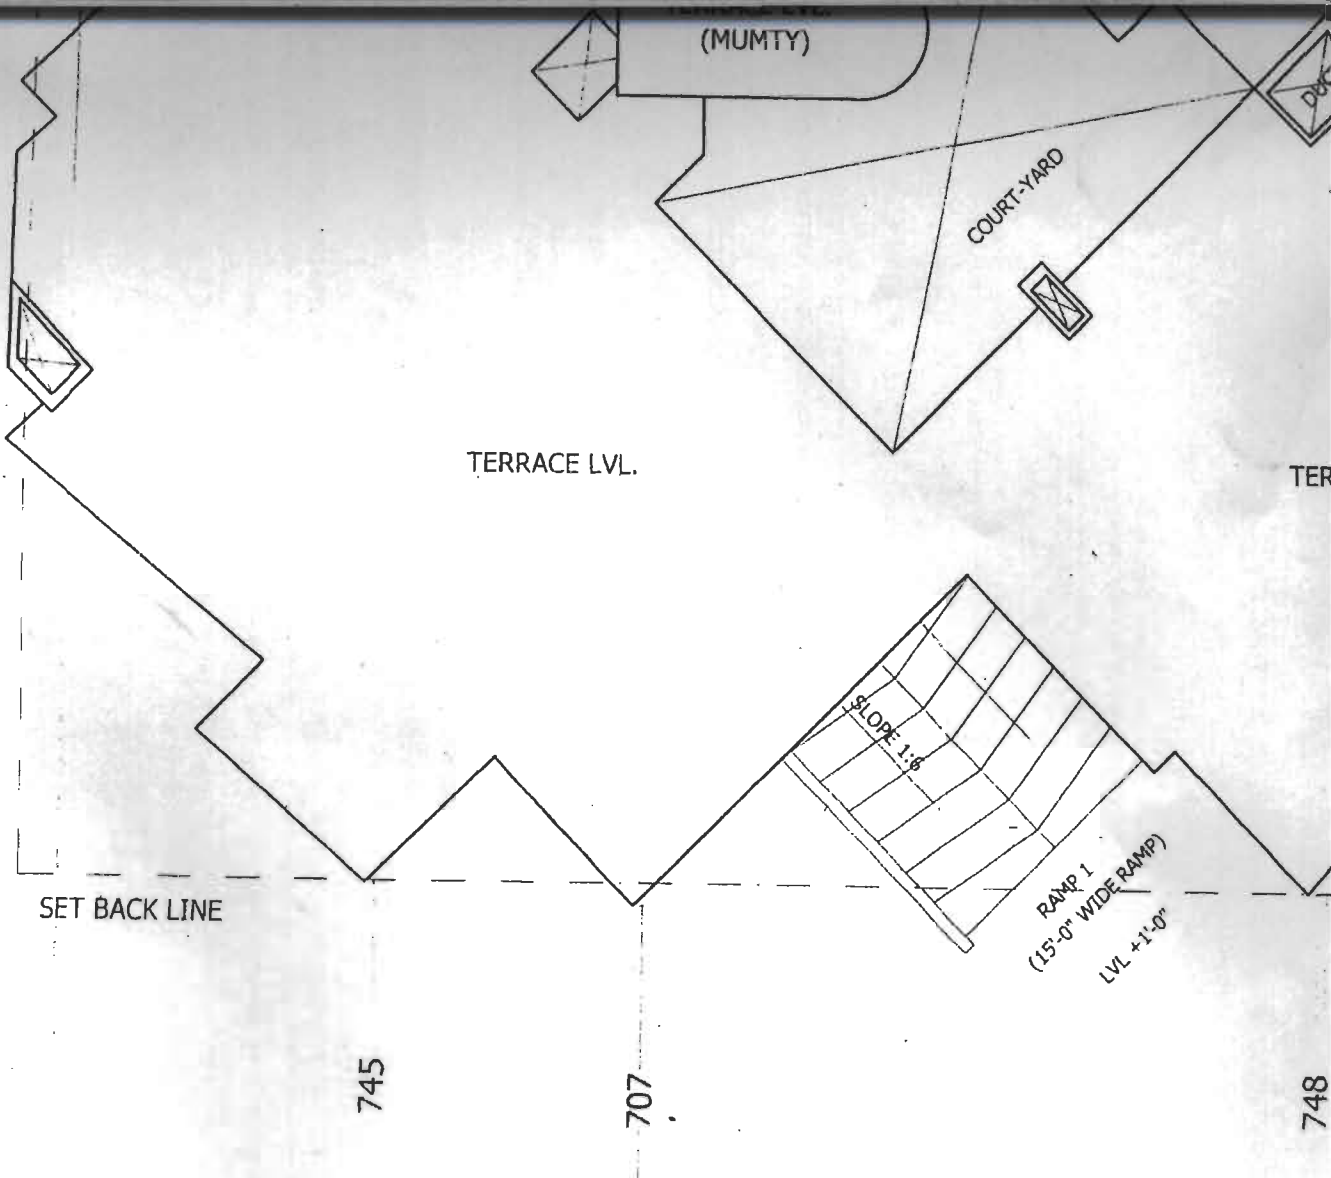 (MUMTY)
COURT-YARD
TERRACE LVL.
SLOPE 1:6
RAMP 1
(15'-0" WIDE RAMP)
LVL +1'-0"
SET BACK LINE
745
707
748